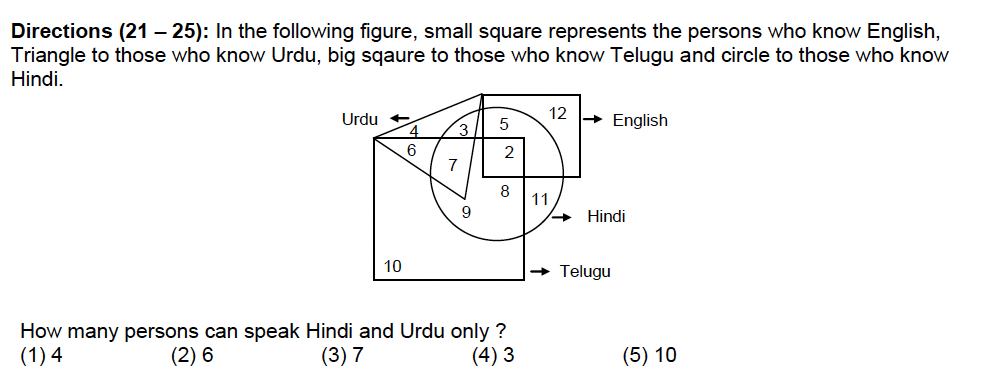 Directions (21 – 25): In the following figure, small square represents the persons who know English,
Triangle to those who know Urdu, big sqaure to those who know Telugu and circle to those who know
Hindi.
12
Urdu
4
3
5
English
6
7
2
8
11
9
Hindi
10
Telugu
How many persons can speak Hindi and Urdu only ?
(1) 4 (2) 6 (3) 7 (4) 3 (5) 10